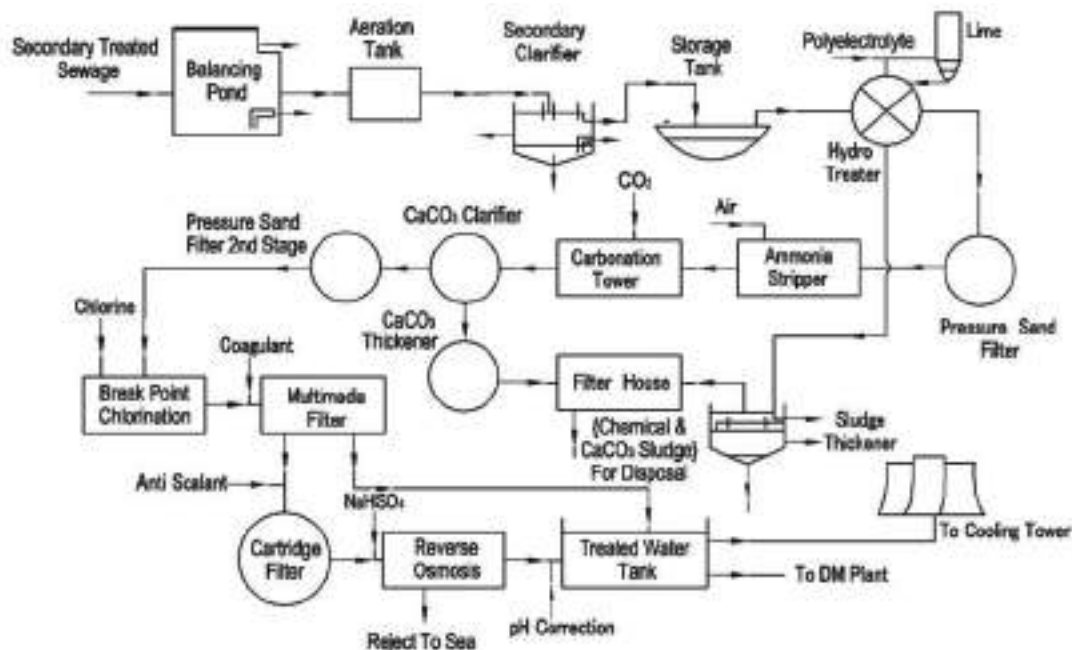 Secordary Treated
Sewage
Balancing
Pond
Aeration
Tank
Secondary
Clarifier
Storage
Tank
Polyelectrolyte
Lime
Hydro
Treater
CO₂
Air
Pressure Sand
Filter 2nd Stage
CaCO₃ Clarifier
Carbonation
Tower
Ammonia
Stripper
Pressure Sand
Filter
Chlorine
Coagulant
CaCO₃
Thickener
Break Point
Chlorination
Multimeda
Filter
Filter House
(Chemical &
CaCO₃ Sludge)
For Disposal
Sludge
Thickener
Anti Scalant
NaHSO₄
Cartridge
Filter
Reverse
Osmosis
Treated Water
Tank
To Cooling Tower
To DM Plant
pH Correction
Reject To Sea